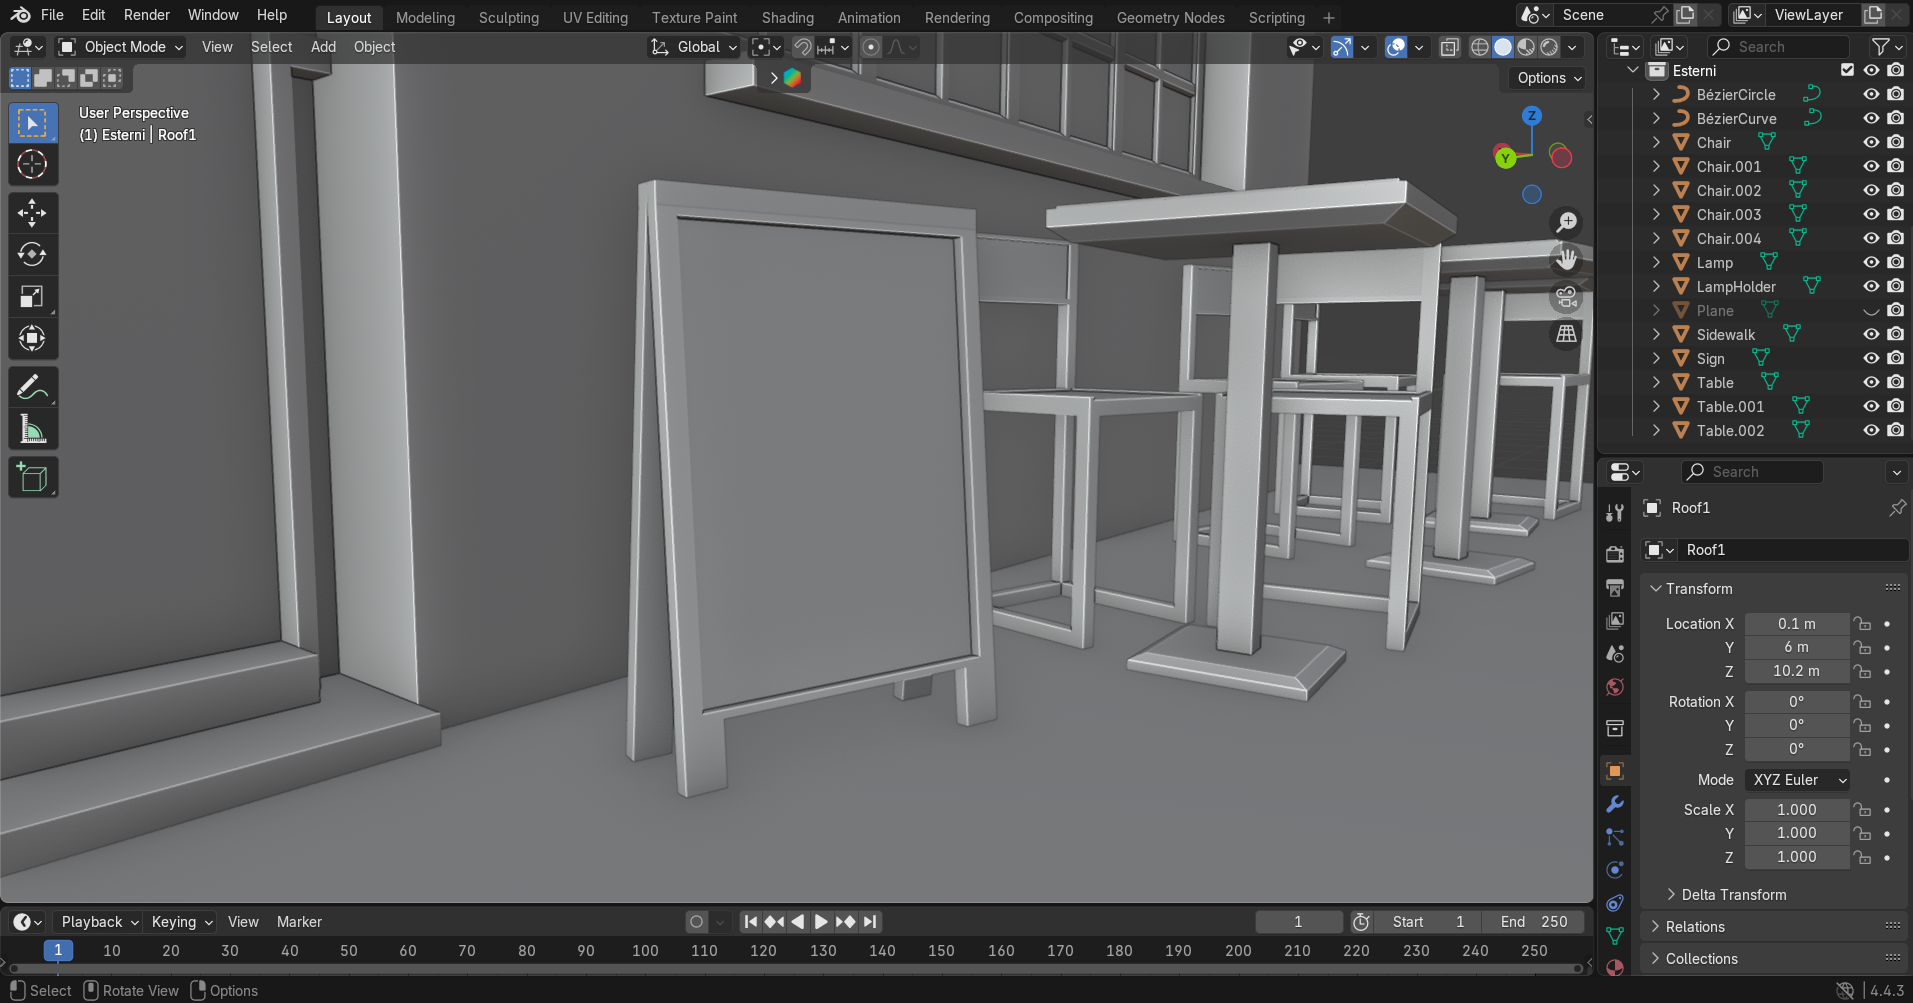 File Edit Render Window Help Layout Modeling Sculpting UV Editing Texture Paint Shading Animation Rendering Compositing Geometry Nodes Scripting + Scene ViewLayer
Object Mode View Select Add Object Global Search
Options
User Perspective
(1) Esterni | Roof1
Z
Y
Esterni
BézierCircle
BézierCurve
Chair
Chair.001
Chair.002
Chair.003
Chair.004
Lamp
LampHolder
Plane
Sidewalk
Sign
Table
Table.001
Table.002
Search
Roof1
Roof1
Transform
Location X 0.1 m
Y 6 m
Z 10.2 m
Rotation X 0°
Y 0°
Z 0°
Mode XYZ Euler
Scale X 1.000
Y 1.000
Z 1.000
Delta Transform
Relations
Collections
Playback Keying View Marker 1 Start 1 End 250
1 10 20 30 40 50 60 70 80 90 100 110 120 130 140 150 160 170 180 190 200 210 220 230 240 250
Select Rotate View Options 4.4.3